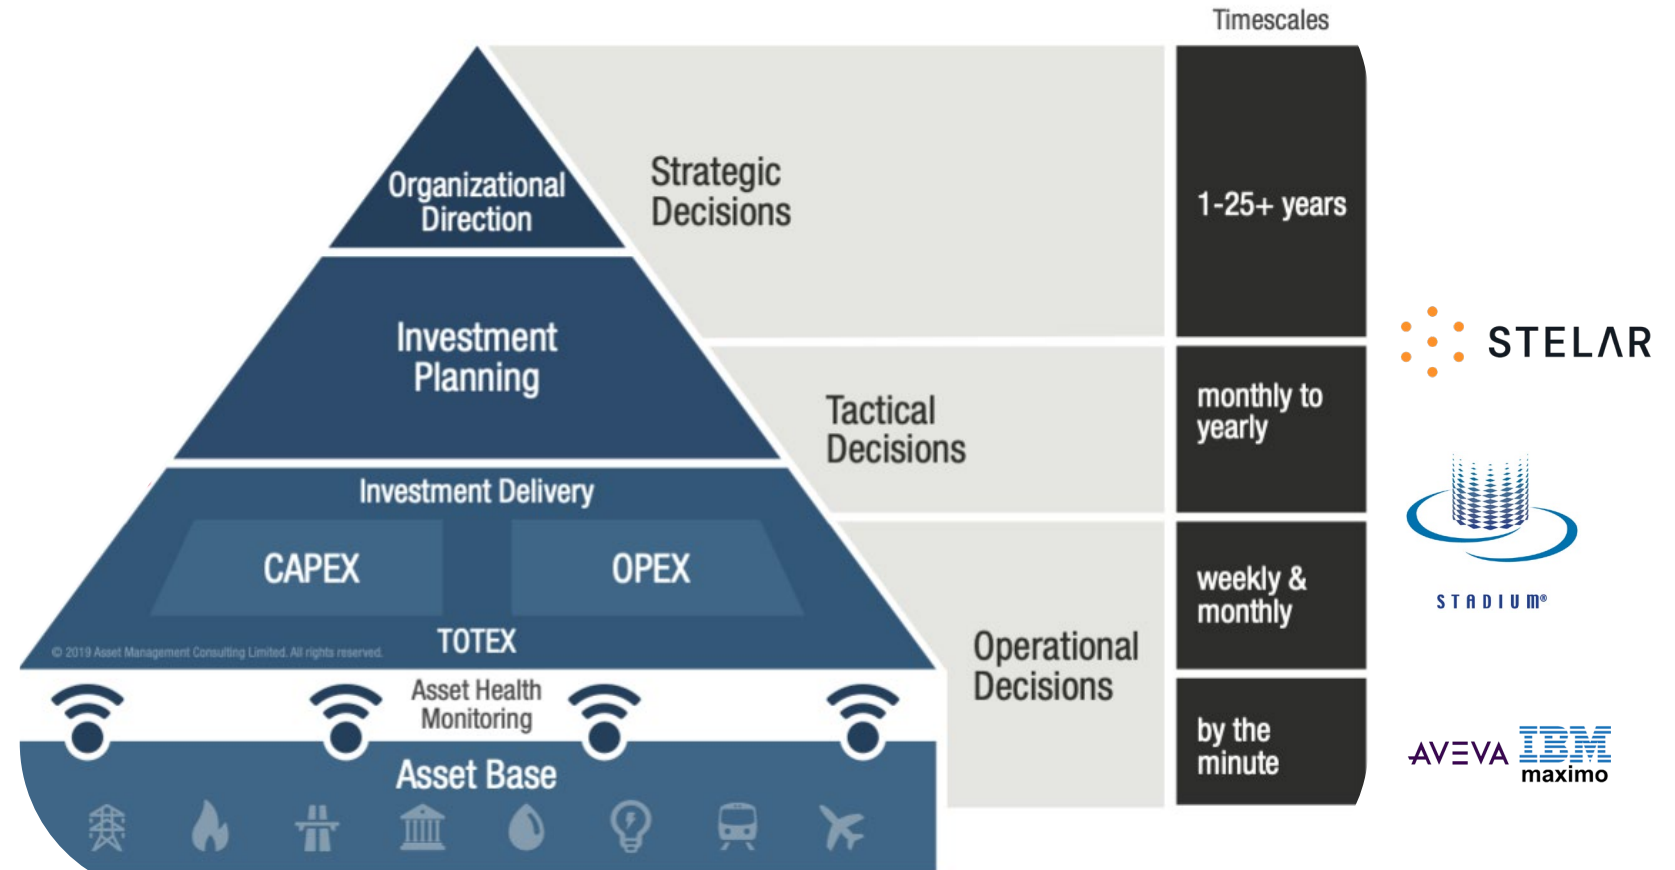 Timescales
Organizational
Direction
Strategic
Decisions
1-25+ years
Investment
Planning
Tactical
Decisions
monthly to
yearly
STELAR
Investment Delivery
CAPEX
OPEX
TOTEX
© 2019 Asset Management Consulting Limited. All rights reserved.
Operational
Decisions
weekly &
monthly
STADIUM®
Asset Health
Monitoring
Asset Base
by the
minute
AVEVA
IBM
maximo